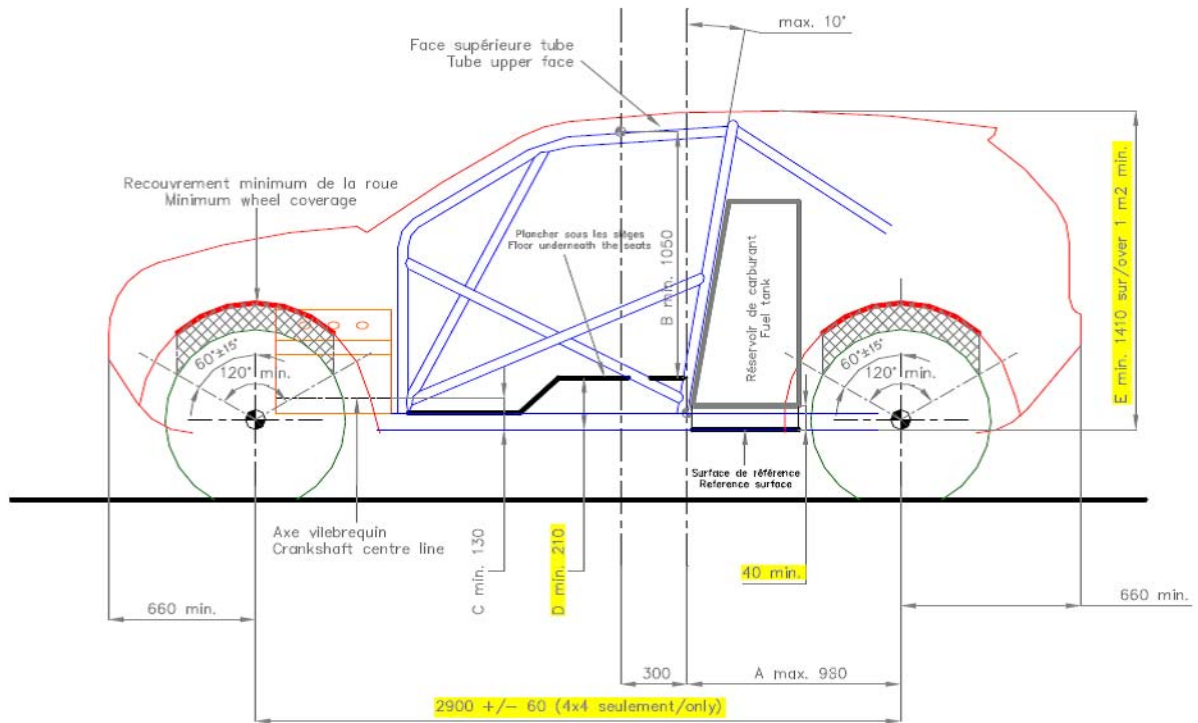 max. 10°
Face supérieure tube
Tube upper face
Recouvrement minimum de la roue
Minimum wheel coverage
Plancher sous les sièges
Floor underneath the seats
B min. 1050
Réservoir de carburant
Fuel tank
E min. 1410 sur/over 1 m2 min.
60°±15°
120° min.
60°±15°
120° min.
Surface de référence
Reference surface
Axe vilebrequin
Crankshaft centre line
C min. 130
D min. 210
40 min.
660 min.
660 min.
300
A max. 980
2900 +/- 60 (4x4 seulement/only)